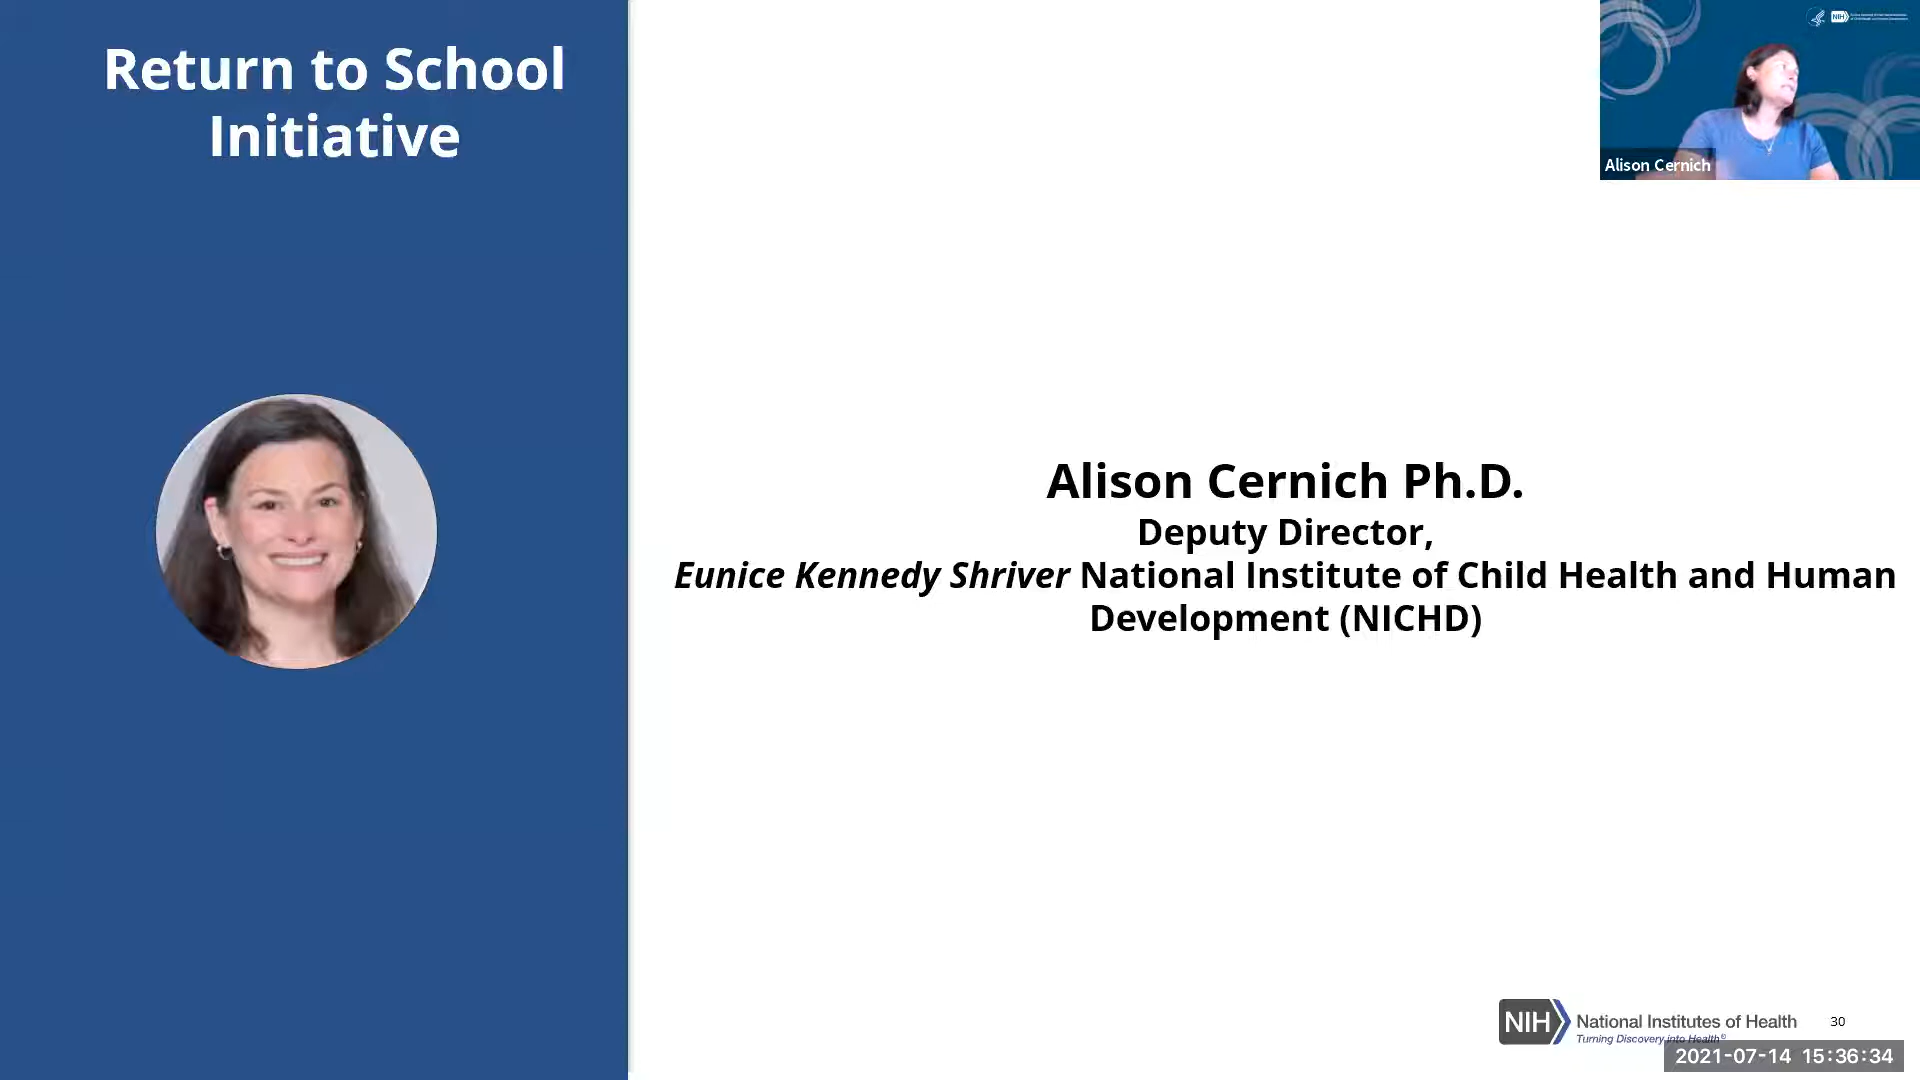 Return to School
Initiative
Alison Cernich
Alison Cernich Ph.D.
Deputy Director,
Eunice Kennedy Shriver National Institute of Child Health and Human
Development (NICHD)
NIH
NIH
National Institutes of Health
Turning Discovery into Health®
30
2021-07-14 15:36:34